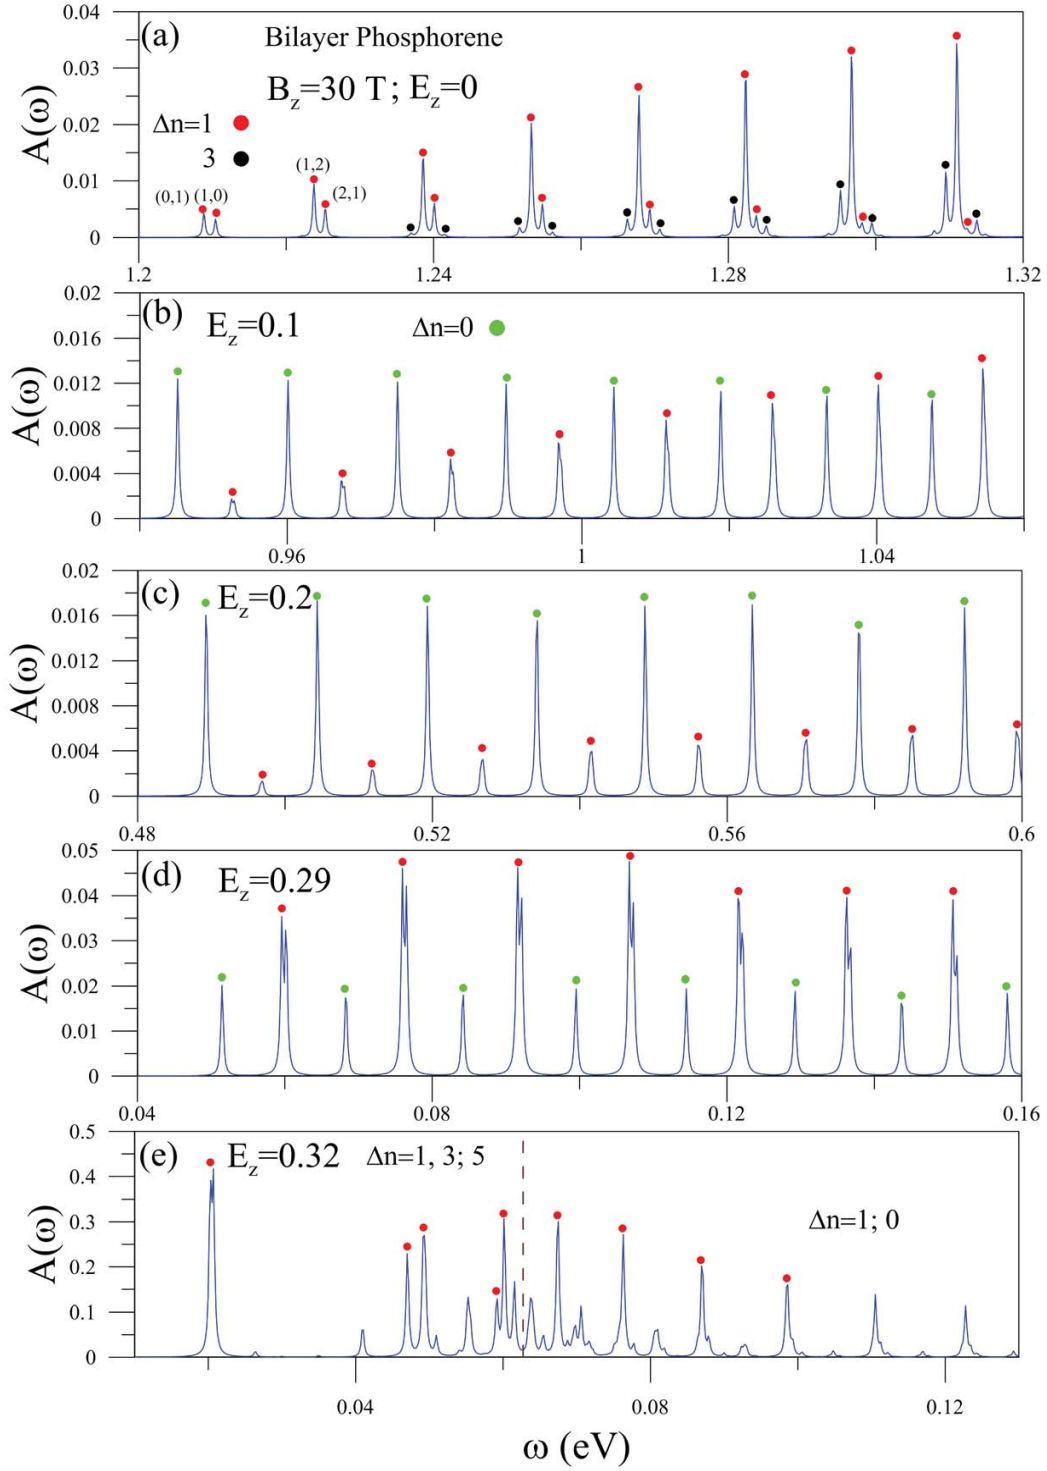 (a)
Bilayer Phosphorene
B_z=30 T ; E_z=0
Δn=1
3
(0,1) (1,0)
(1,2)
(2,1)
A(ω)
0.04
0.03
0.02
0.01
0
1.2 1.24 1.28 1.32
(b)
E_z=0.1
Δn=0
A(ω)
0.02
0.016
0.012
0.008
0.004
0
0.96 1 1.04
(c)
E_z=0.2
A(ω)
0.02
0.016
0.012
0.008
0.004
0
0.48 0.52 0.56 0.6
(d)
E_z=0.29
A(ω)
0.05
0.04
0.03
0.02
0.01
0
0.04 0.08 0.12 0.16
(e)
E_z=0.32
Δn=1, 3; 5
Δn=1; 0
A(ω)
0.5
0.4
0.3
0.2
0.1
0
0.04 0.08 0.12
ω (eV)